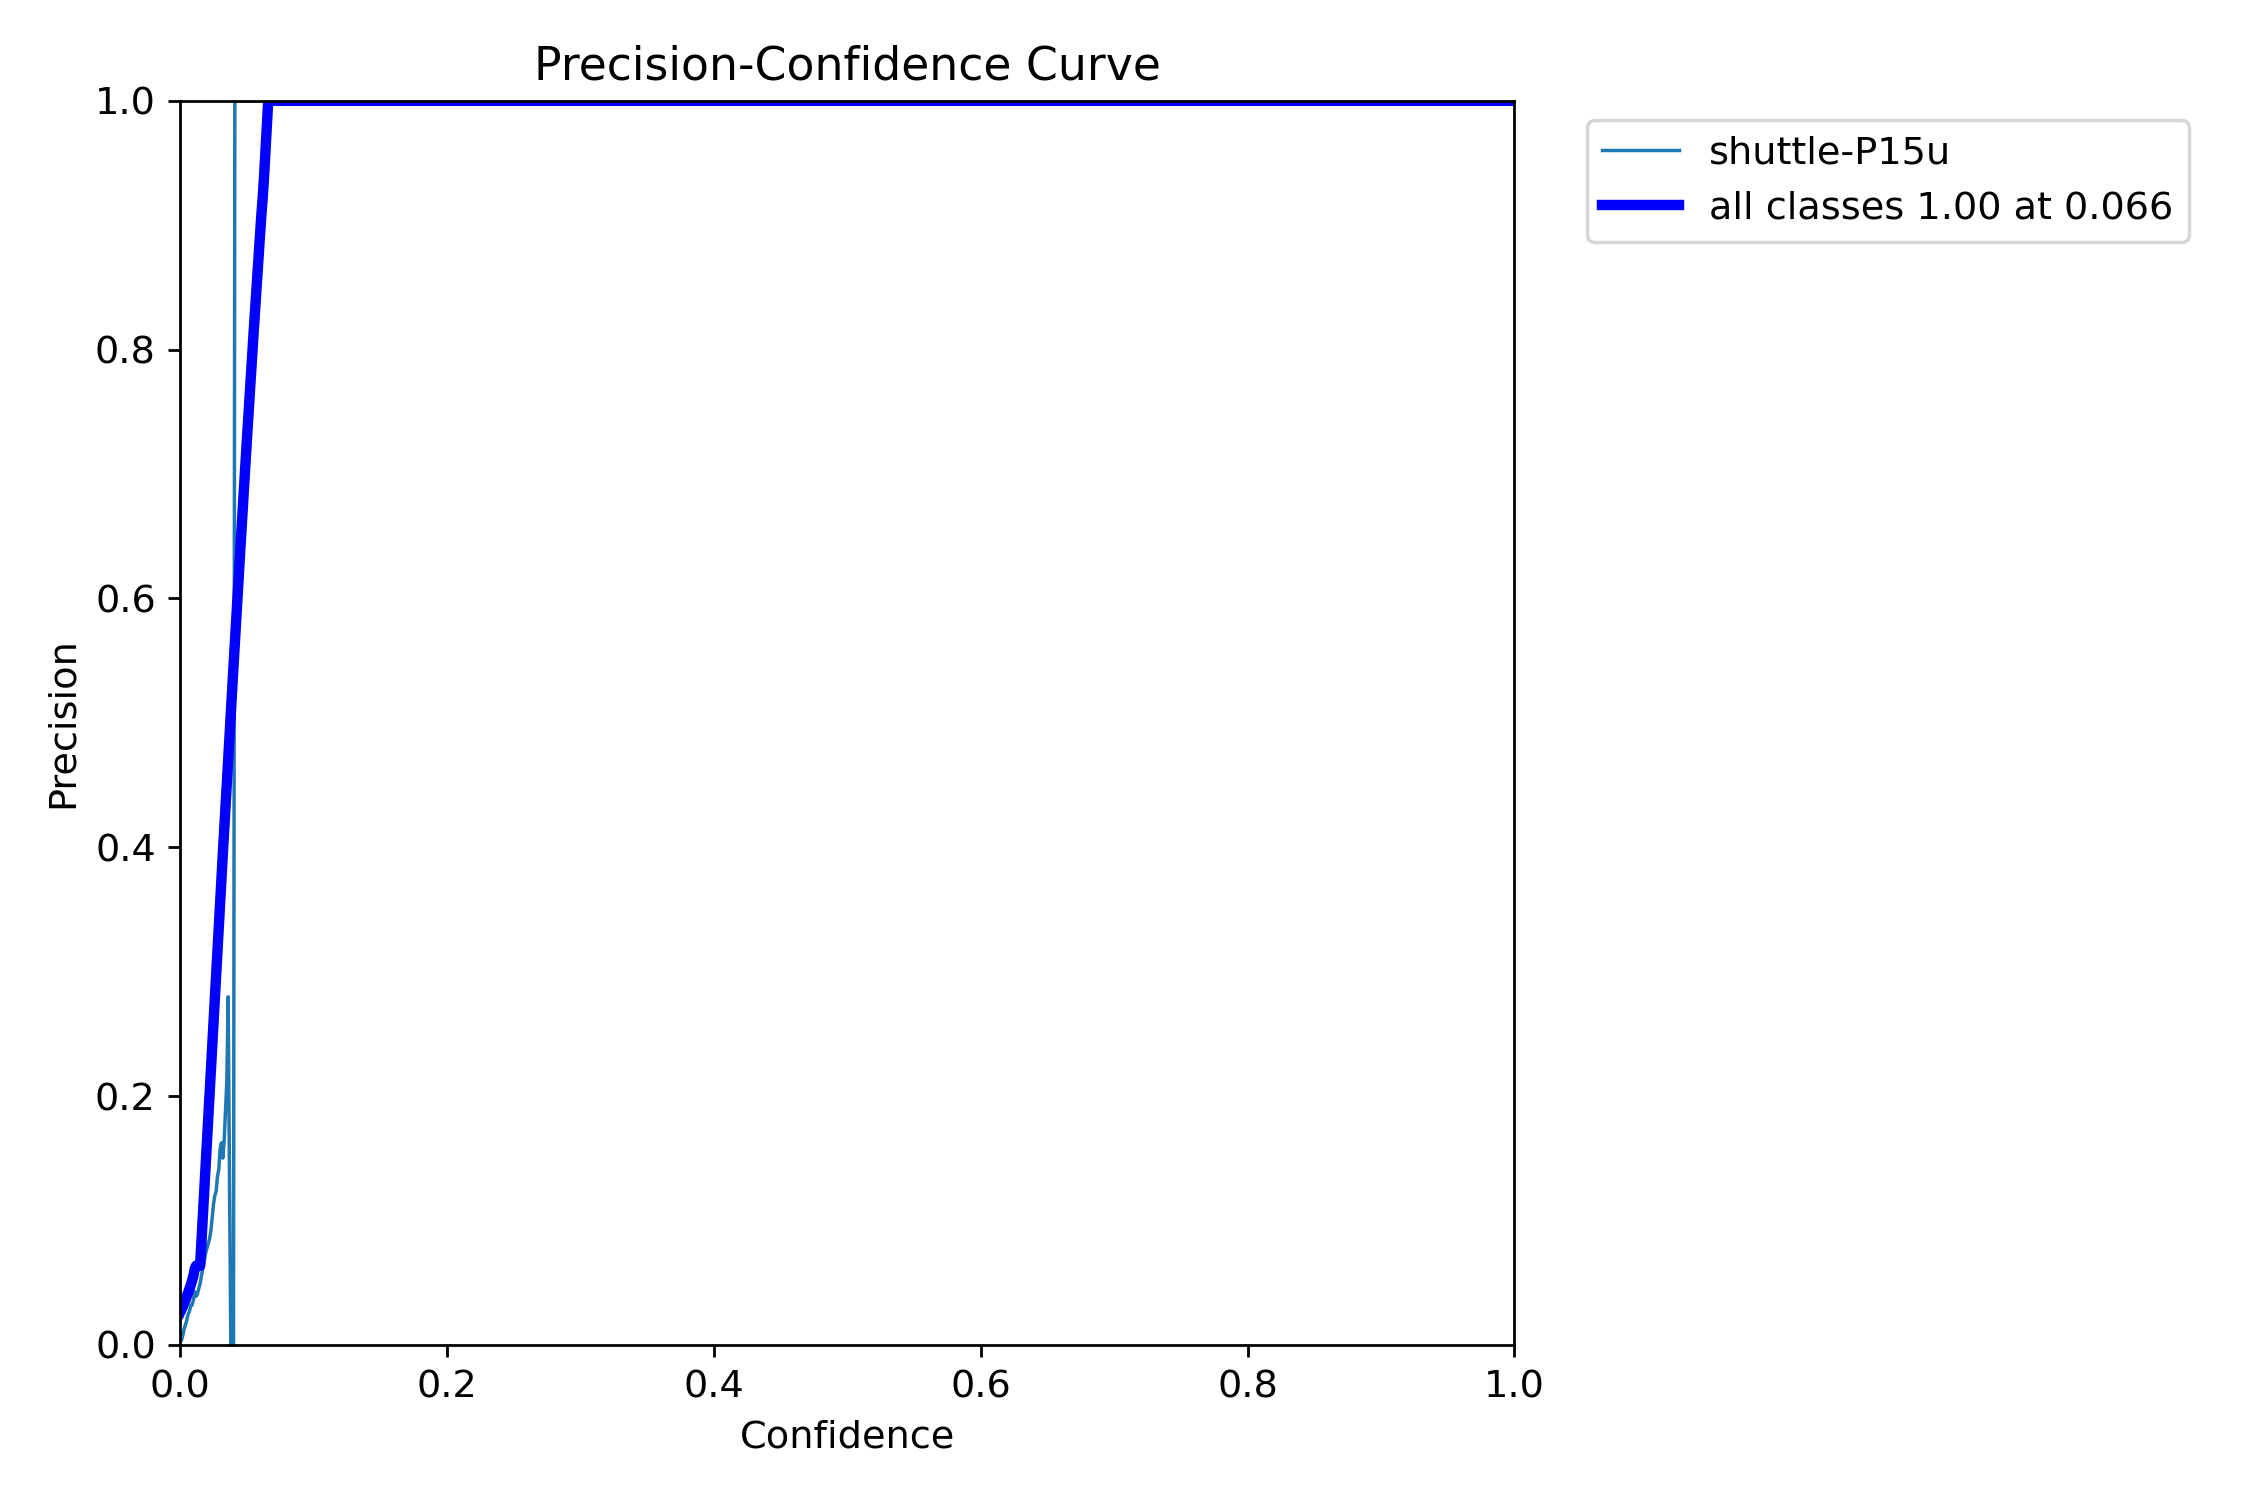 Precision-Confidence Curve
1.0
0.8
0.6
0.4
0.2
0.0
Precision
0.0 0.2 0.4 0.6 0.8 1.0
Confidence
shuttle-P15u
all classes 1.00 at 0.066